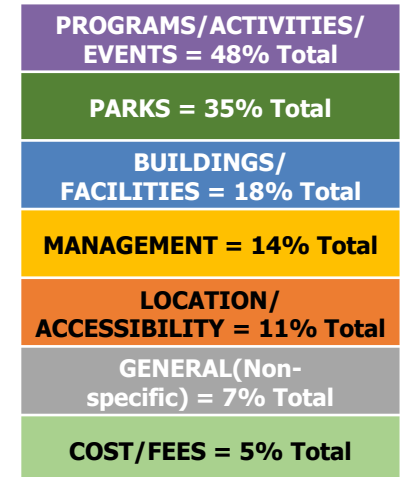 PROGRAMS/ACTIVITIES/
EVENTS = 48% Total
PARKS = 35% Total
BUILDINGS/
FACILITIES = 18% Total
MANAGEMENT = 14% Total
LOCATION/
ACCESSIBILITY = 11% Total
GENERAL(Non-
specific) = 7% Total
COST/FEES = 5% Total